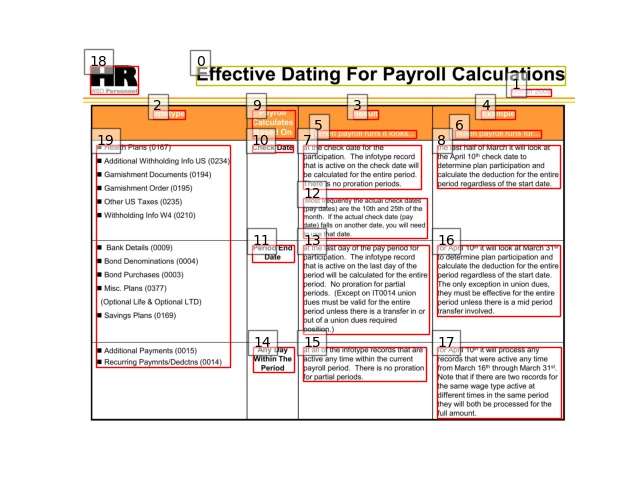 18
HR
ASD Personnel
0
Effective Dating For Payroll Calculations
1
2
Infotype
9
Payroll
Calculates
Based On
3
Result
5
When payroll runs it looks
4
Example
6
When payroll runs for
19
Health Plans (0167)
Additional Withholding Info US (0234)
Garnishment Documents (0194)
Garnishment Order (0195)
Other US Taxes (0235)
Withholding Info W4 (0210)
10
Check Date
7
at the check date for the
participation. The infotype record
that is active on the check date will
be calculated for the entire period.
There is no proration periods.
12
Most frequently the actual check dates
(pay dates) are the 10th and 25th of the
month. If the actual check date (pay
date) falls on another date, you will need
to use that date.
8
the last half of March it will look at
the April 10th check date to
determine plan participation and
calculate the deduction for the entire
period regardless of the start date.
Bank Details (0009)
Bond Denominations (0004)
Bond Purchases (0003)
Misc. Plans (0377)
(Optional Life & Optional LTD)
Savings Plans (0169)
11
Period End
Date
13
at the last day of the pay period for
participation. The infotype record
that is active on the last day of the
period will be calculated for the entire
period. No proration for partial
periods. (Except on IT0014 union
dues must be valid for the entire
period unless there is a transfer in or
out of a union dues required
position.)
16
for April 10th it will look at March 31st
to determine plan participation and
calculate the deduction for the entire
period regardless of the start date.
The only exception in union dues,
they must be effective for the entire
period unless there is a mid period
transfer involved.
Additional Payments (0015)
Recurring Paymnts/Dedctns (0014)
14
Any Day
Within The
Period
15
at all of the infotype records that are
active any time within the current
payroll period. There is no proration
for partial periods.
17
for April 10th it will process any
records that were active any time
from March 16th through March 31st.
Note that if there are two records for
the same wage type active at
different times in the same period
they will both be processed for the
full amount.